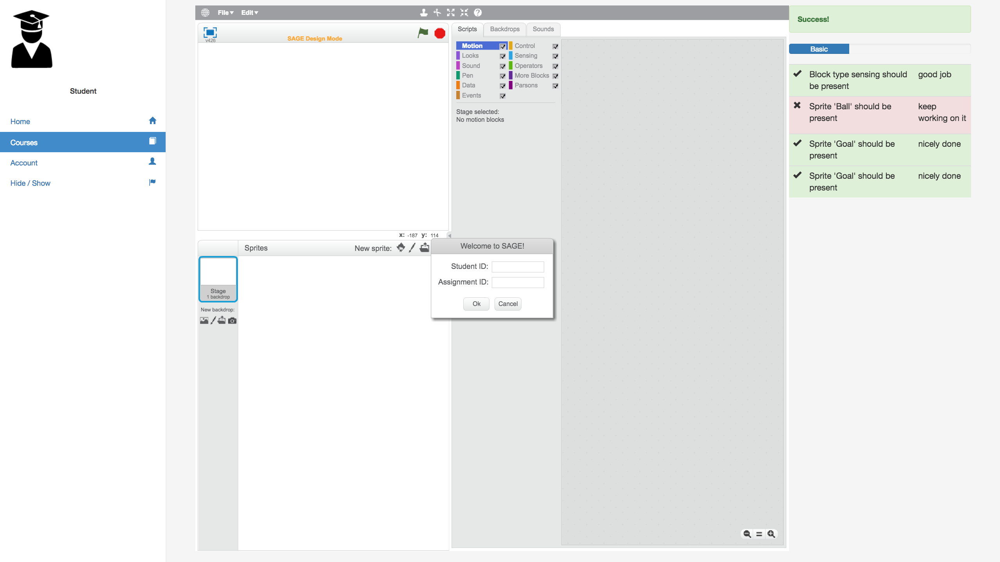 Student
Home
Courses
Account
Hide / Show
File Edit
v426
SAGE Design Mode
x: -187 y: 114
Sprites
New sprite:
Stage
1 backdrop
New backdrop:
Scripts Backdrops Sounds
Motion Control
Looks Sensing
Sound Operators
Pen More Blocks
Data Parsons
Events
Stage selected:
No motion blocks
Welcome to SAGE!
Student ID:
Assignment ID:
Ok Cancel
Success!
Basic
Block type sensing should good job
be present
Sprite 'Ball' should be keep
present working on it
Sprite 'Goal' should be nicely done
present
Sprite 'Goal' should be nicely done
present